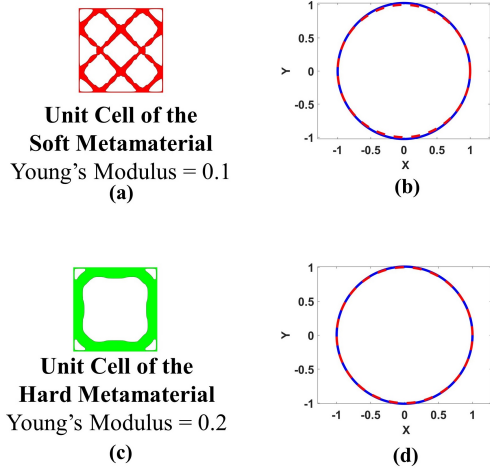 Unit Cell of the
Soft Metamaterial
Young's Modulus = 0.1
(a)
1
0.5
0
-0.5
-1
Y
-1 -0.5 0 0.5 1
X
(b)
Unit Cell of the
Hard Metamaterial
Young's Modulus = 0.2
(c)
1
0.5
0
-0.5
-1
Y
-1 -0.5 0 0.5 1
X
(d)